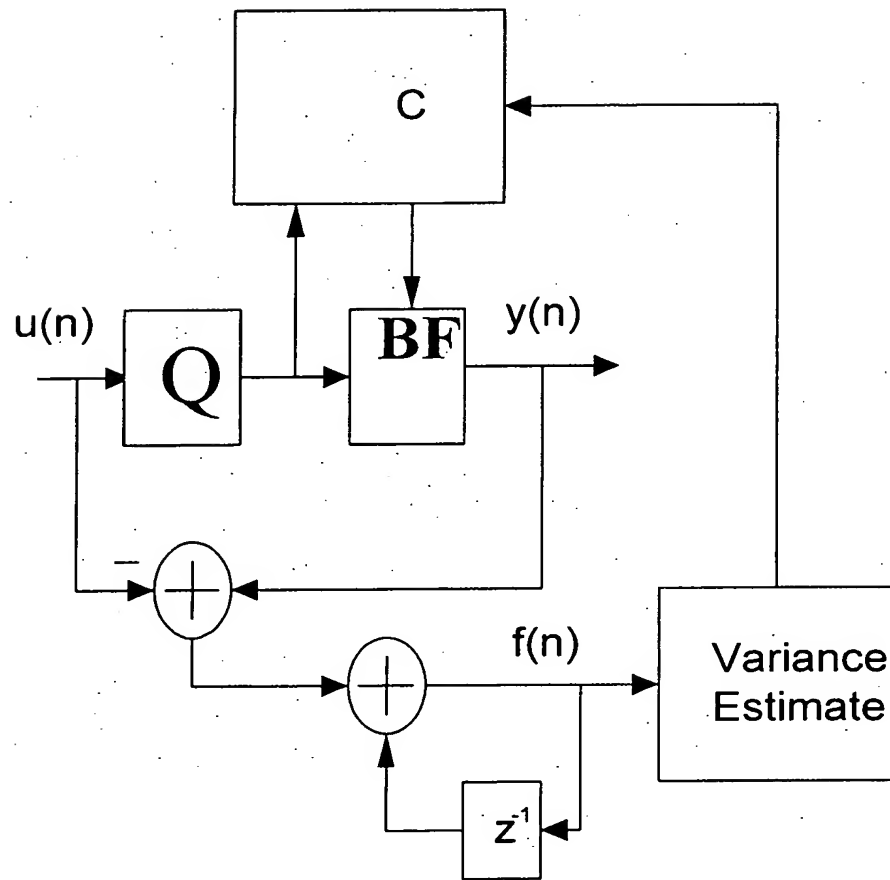 C
u(n)
Q
BF
y(n)
−
f(n)
Variance
Estimate
z⁻¹